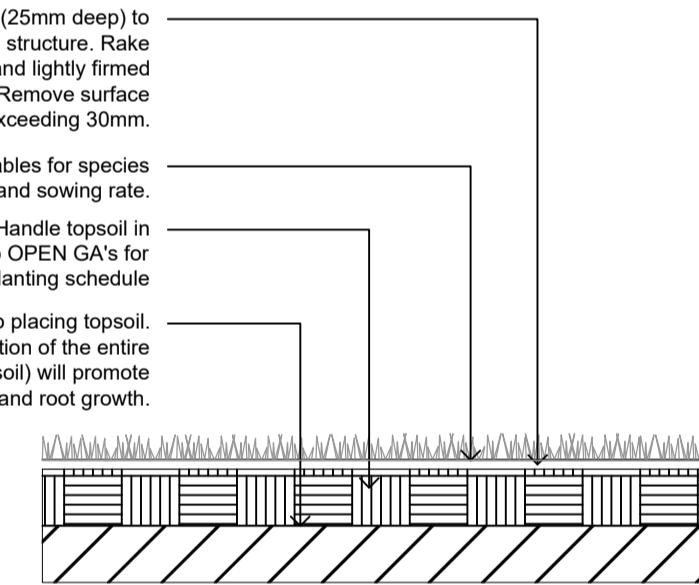 (25mm deep) to
structure. Rake
and lightly firmed
Remove surface
exceeding 30mm.
ables for species
and sowing rate.
Handle topsoil in
OPEN GA's for
lanting schedule
o placing topsoil.
tion of the entire
soil) will promote
and root growth.